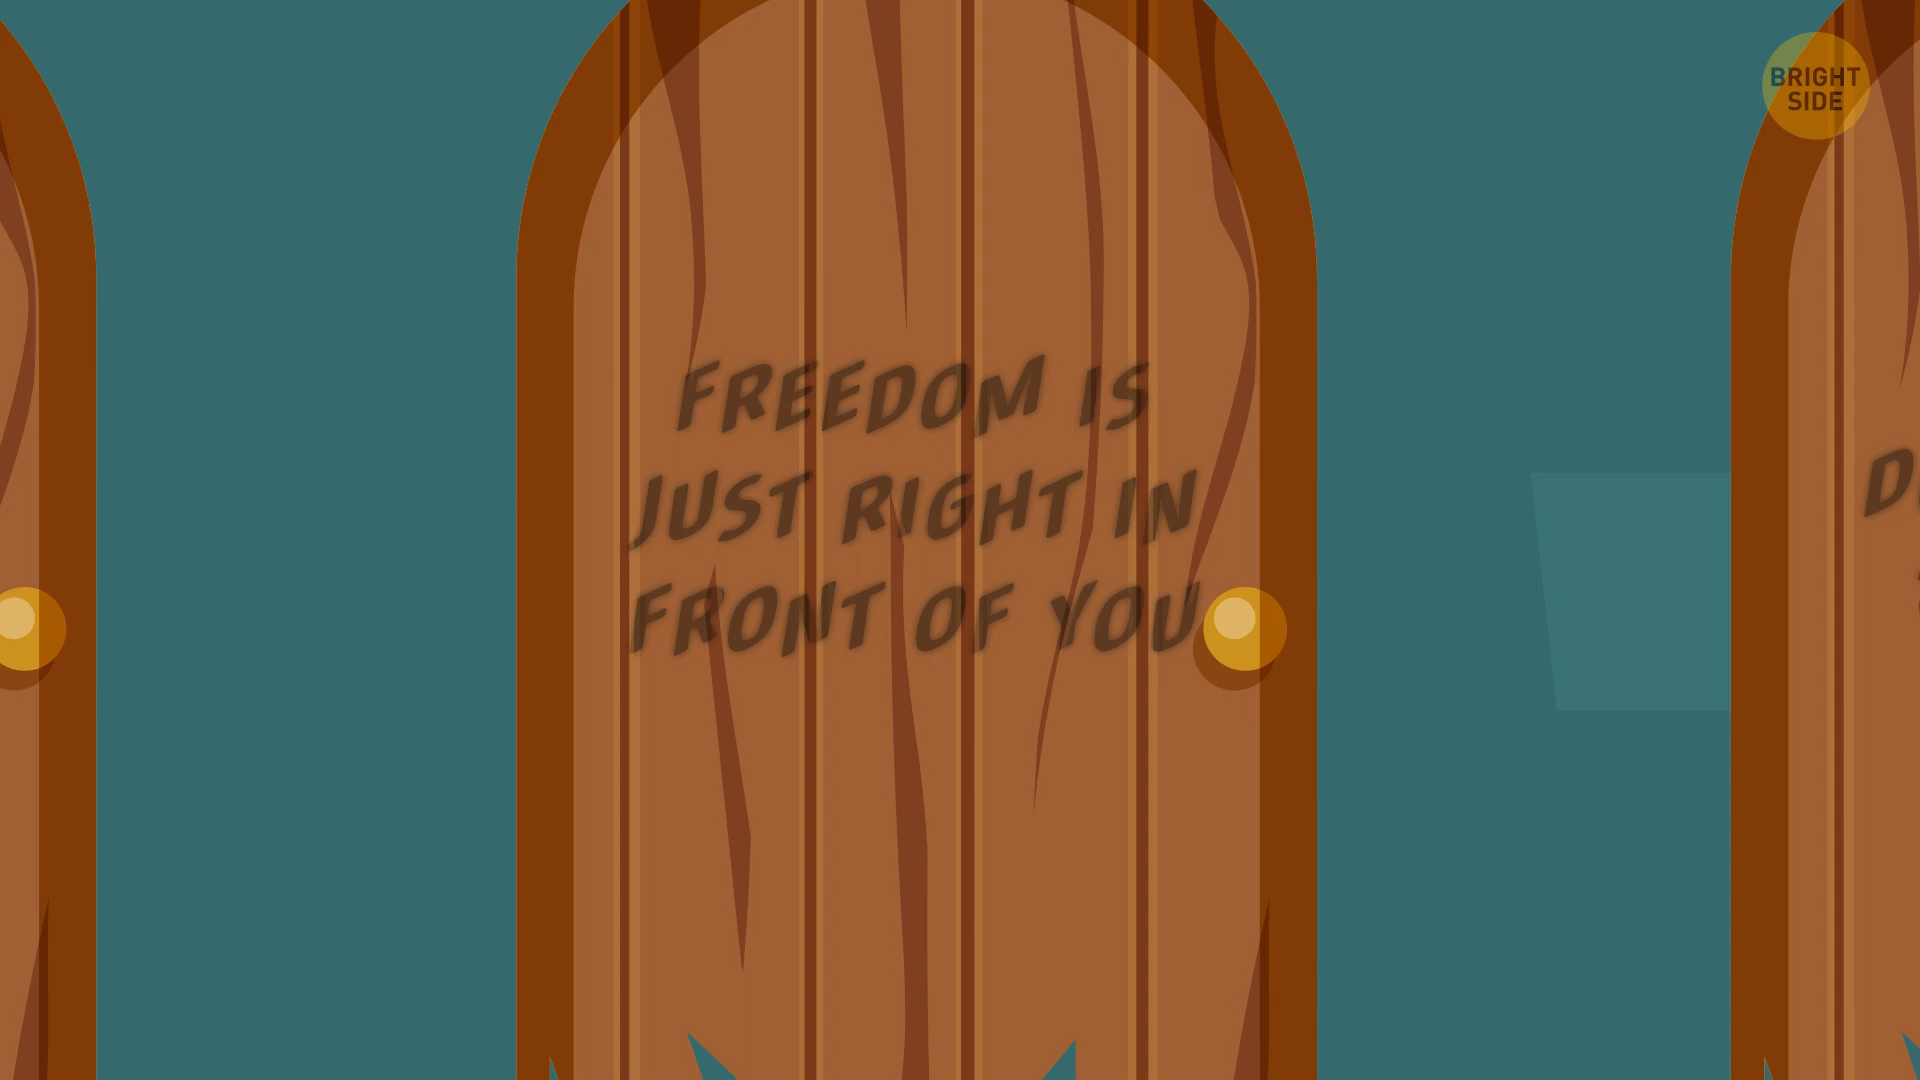 BRIGHT
SIDE
FREEDOM IS
JUST RIGHT IN
FRONT OF YOU